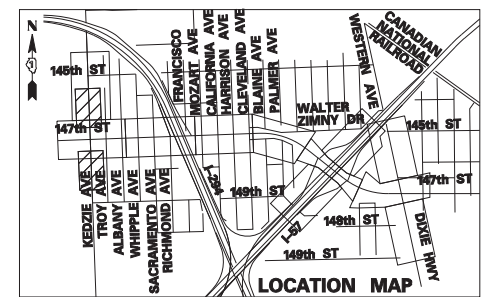 N
CANADIAN
NATIONAL
RAILROAD
WESTERN AVE
FRANCISCO
MOZART AVE
CALIFORNIA AVE
HARRISON AVE
CLEVELAND AVE
BLAINE AVE
PALMER AVE
145th ST
WALTER
ZIMNY DR
147th ST
145th ST
I-294
149th ST
147th ST
KEDZIE AVE
TROY AVE
ALBANY AVE
WHIPPLE AVE
SACRAMENTO AVE
RICHMOND AVE
I-57
148th ST
DIXIE HWY
149th ST
LOCATION MAP